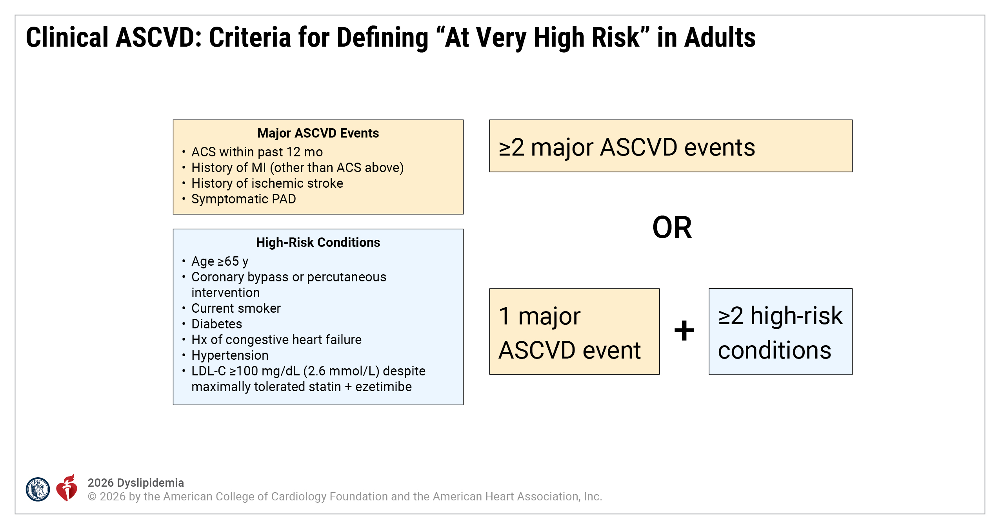 Clinical ASCVD: Criteria for Defining “At Very High Risk” in Adults
Major ASCVD Events
• ACS within past 12 mo
• History of MI (other than ACS above)
• History of ischemic stroke
• Symptomatic PAD
High-Risk Conditions
• Age ≥65 y
• Coronary bypass or percutaneous
intervention
• Current smoker
• Diabetes
• Hx of congestive heart failure
• Hypertension
• LDL-C ≥100 mg/dL (2.6 mmol/L) despite
maximally tolerated statin + ezetimibe
≥2 major ASCVD events
OR
1 major
ASCVD event
+
≥2 high-risk
conditions
2026 Dyslipidemia
© 2026 by the American College of Cardiology Foundation and the American Heart Association, Inc.